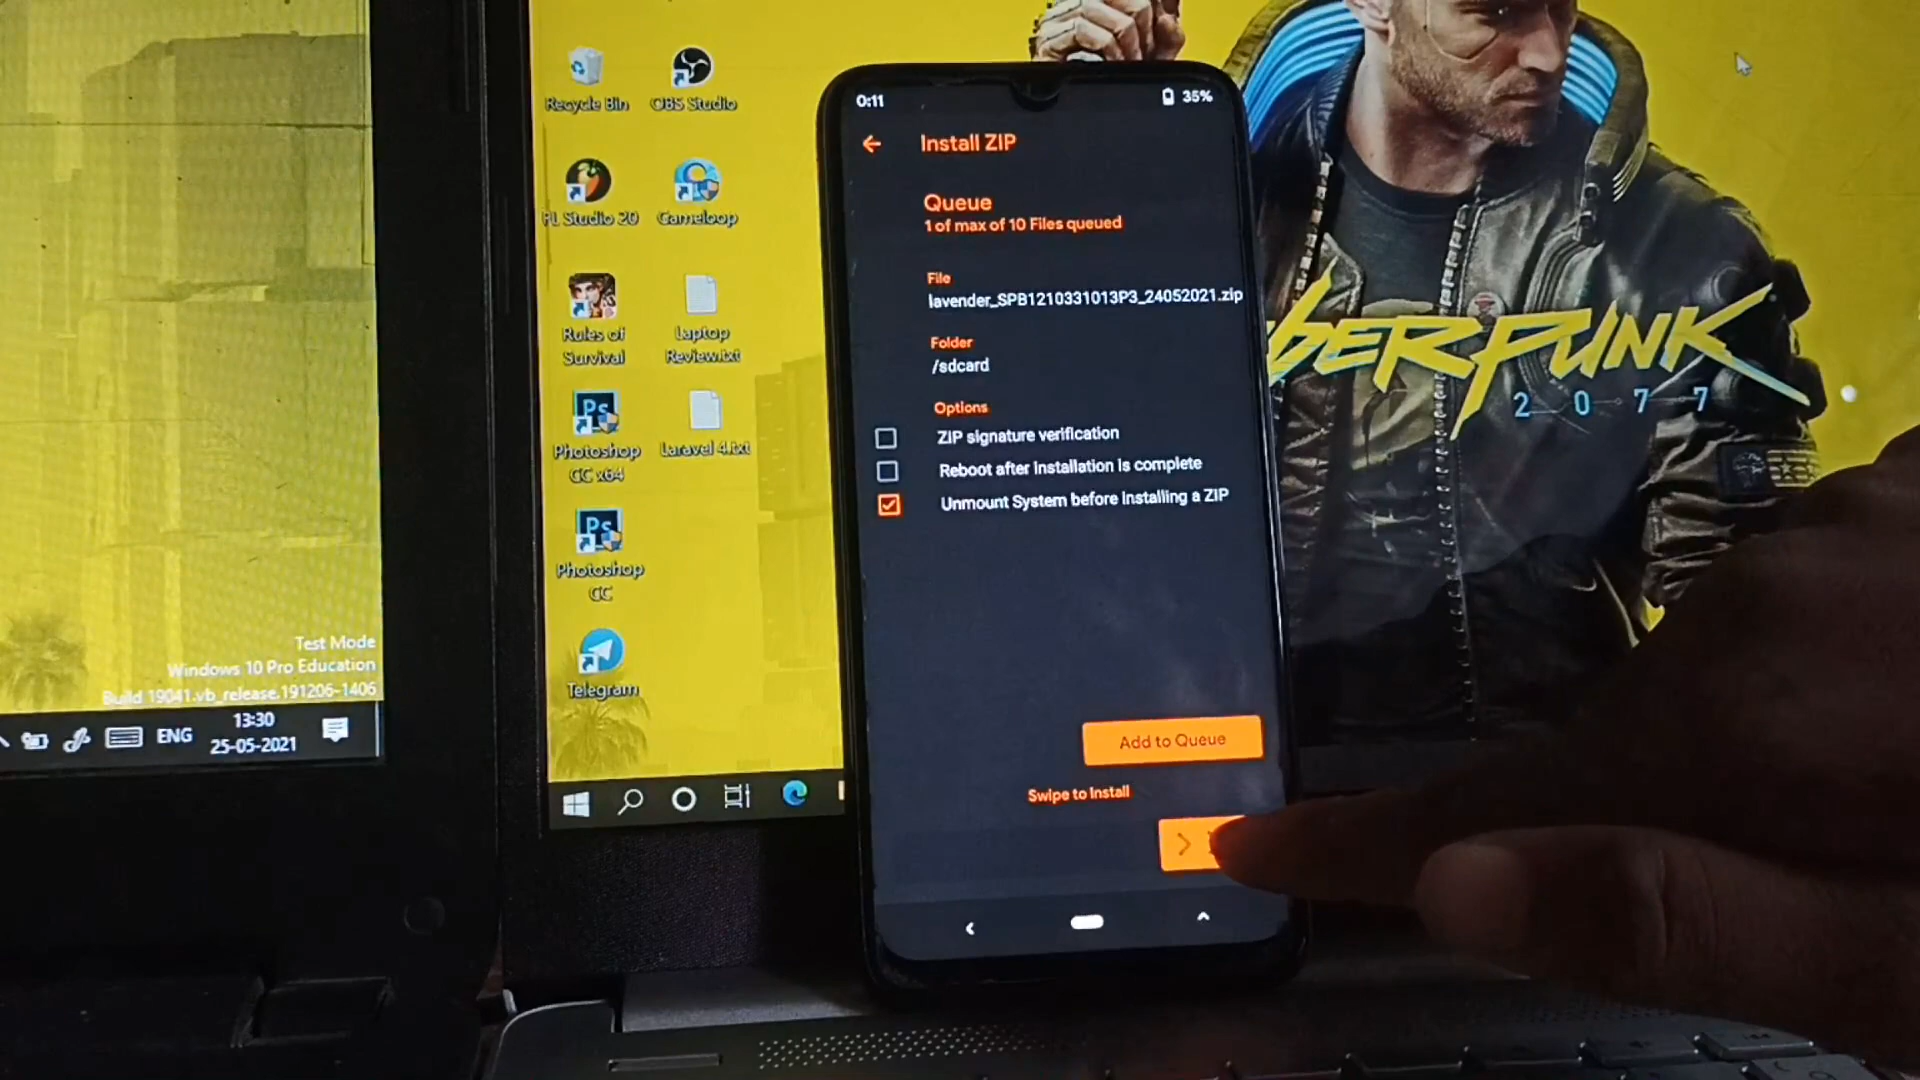 Recycle Bin
OBS Studio
FL Studio 20
Gameloop
Rules of
Survival
Laptop
Review.txt
Ps
Photoshop
CC x64
Laravel 4.txt
Ps
Photoshop
CC
Telegram
Test Mode
Windows 10 Pro Education
Build 19041.vb_release.191206-1406
ENG
13:30
25-05-2021
0:11
35%
Install ZIP
Queue
1 of max of 10 Files queued
File
lavender_SPB1210331013P3_24052021.zip
Folder
/sdcard
Options
ZIP signature verification
Reboot after installation is complete
Unmount System before installing a ZIP
Add to Queue
Swipe to Install
BERPUNK
2077